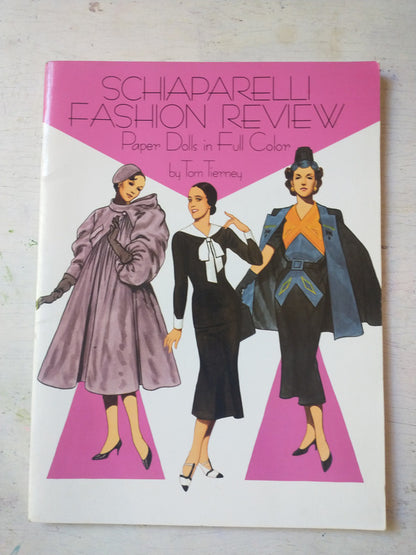 SCHIAPARELLI
FASHION REVIEW
Paper Dolls in Full Color
by Tom Tierney